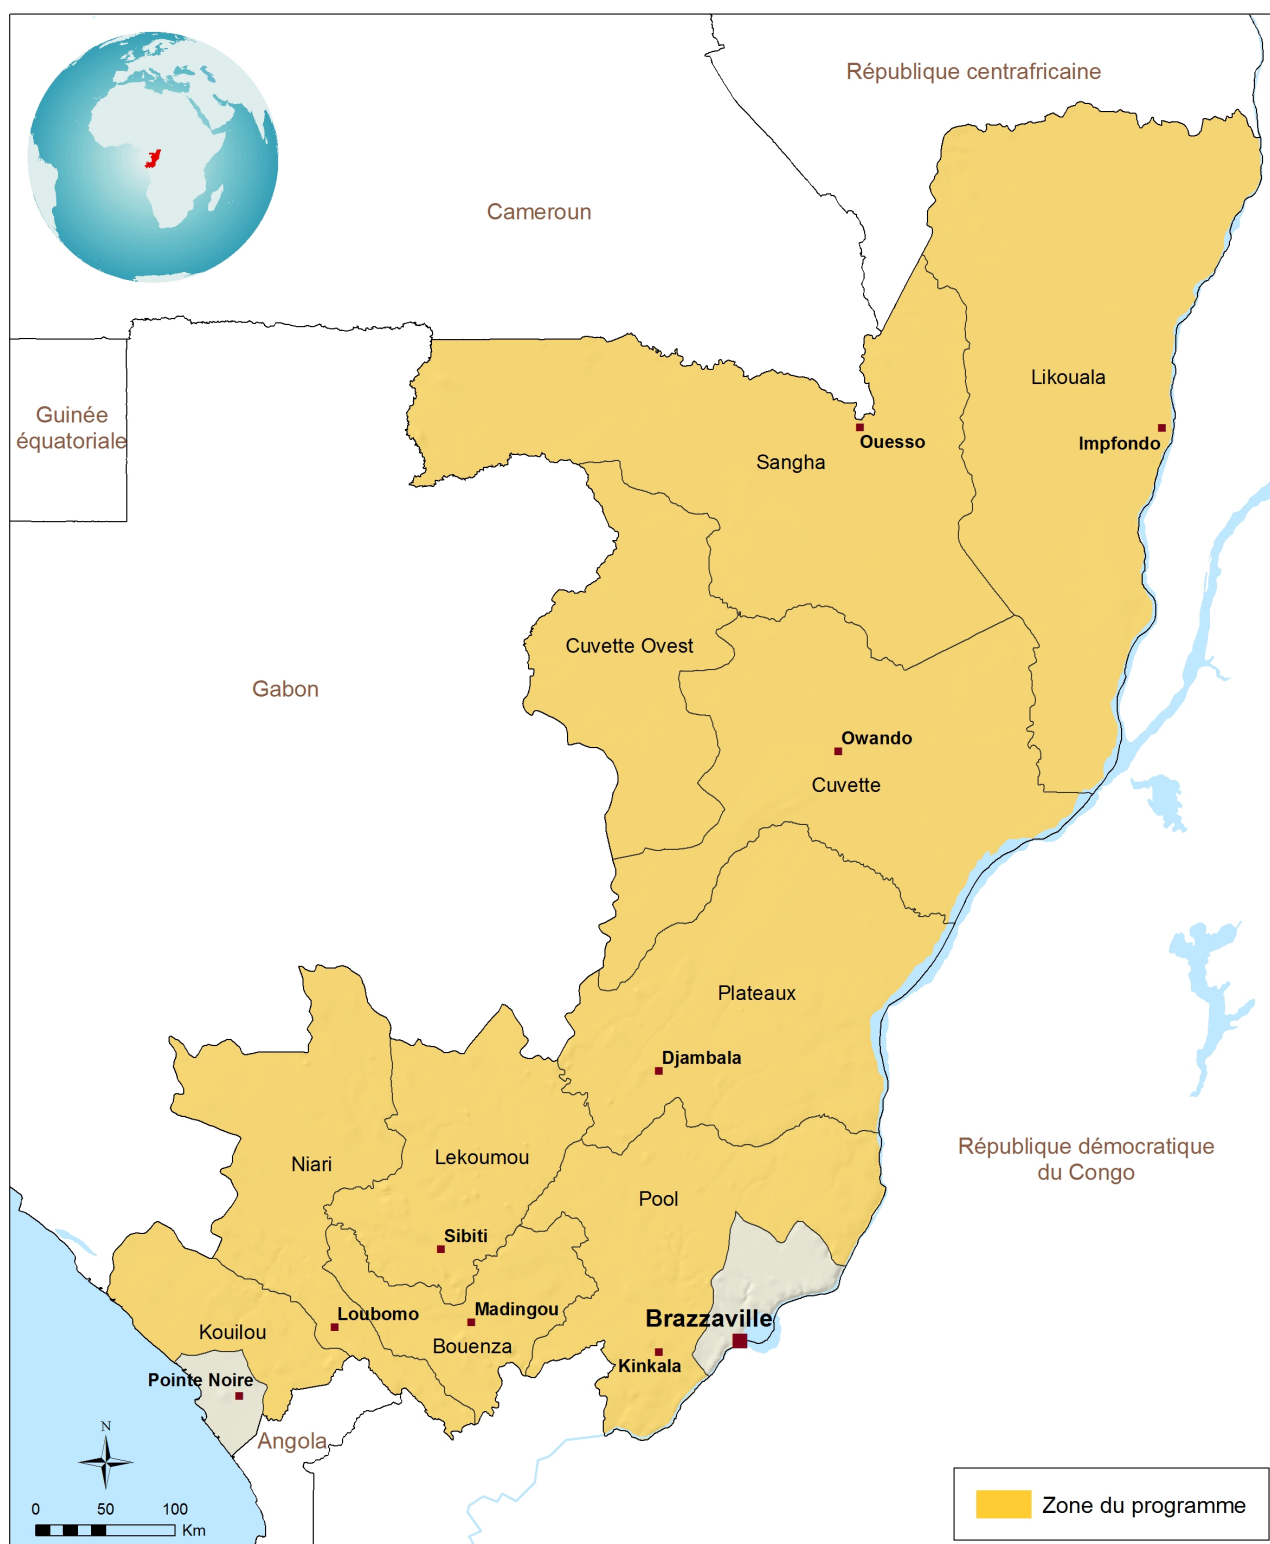 République centrafricaine
Cameroun
Guinée
équatoriale
Likouala
Impfondo
Ouesso
Sangha
Cuvette Ovest
Gabon
Owando
Cuvette
Plateaux
Djambala
République démocratique
du Congo
Niari
Lekoumou
Pool
Sibiti
Loubomo
Madingou
Brazzaville
Kouilou
Bouenza
Kinkala
Pointe Noire
N
Angola
0 50 100
Km
Zone du programme